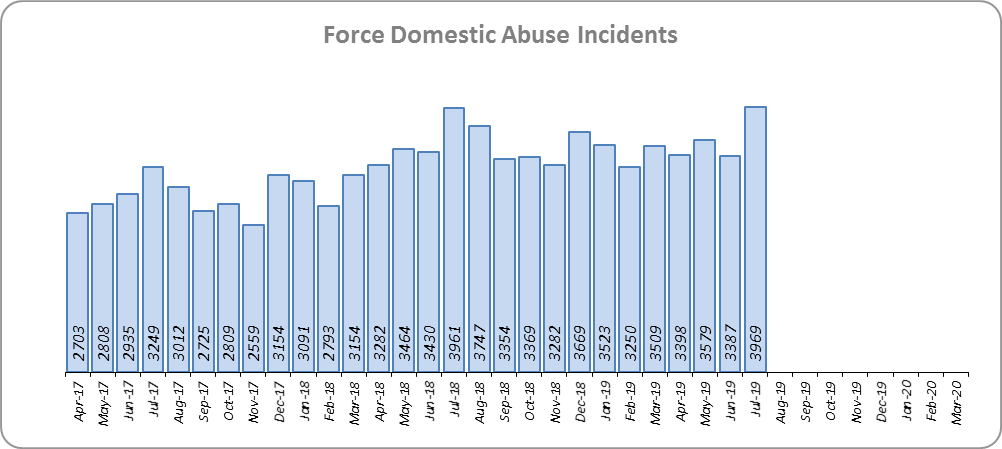 Force Domestic Abuse Incidents
2703
2808
2935
3249
3012
2725
2809
2559
3154
3091
2793
3154
3282
3464
3430
3961
3747
3354
3369
3282
3669
3523
3250
3509
3398
3579
3387
3969
Apr-17
May-17
Jun-17
Jul-17
Aug-17
Sep-17
Oct-17
Nov-17
Dec-17
Jan-18
Feb-18
Mar-18
Apr-18
May-18
Jun-18
Jul-18
Aug-18
Sep-18
Oct-18
Nov-18
Dec-18
Jan-19
Feb-19
Mar-19
Apr-19
May-19
Jun-19
Jul-19
Aug-19
Sep-19
Oct-19
Nov-19
Dec-19
Jan-20
Feb-20
Mar-20